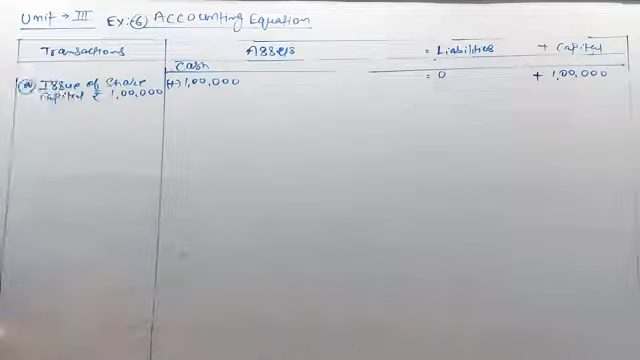 Unit → III Ex:(6) Accounting Equation
Transactions Assets = Liabilities + Capital
Cash
(a) Issue of Share (+) 1,00,000 = 0 + 1,00,000
Capital ₹ 1,00,000